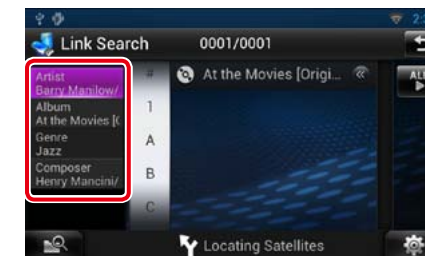 Link Search 0001/0001
Artist
Barry Manilow/
Album
At the Movies [(
Genre
Jazz
Composer
Henry Mancini/
#
1
A
B
C
At the Movies [Origi...
ALL
Locating Satellites